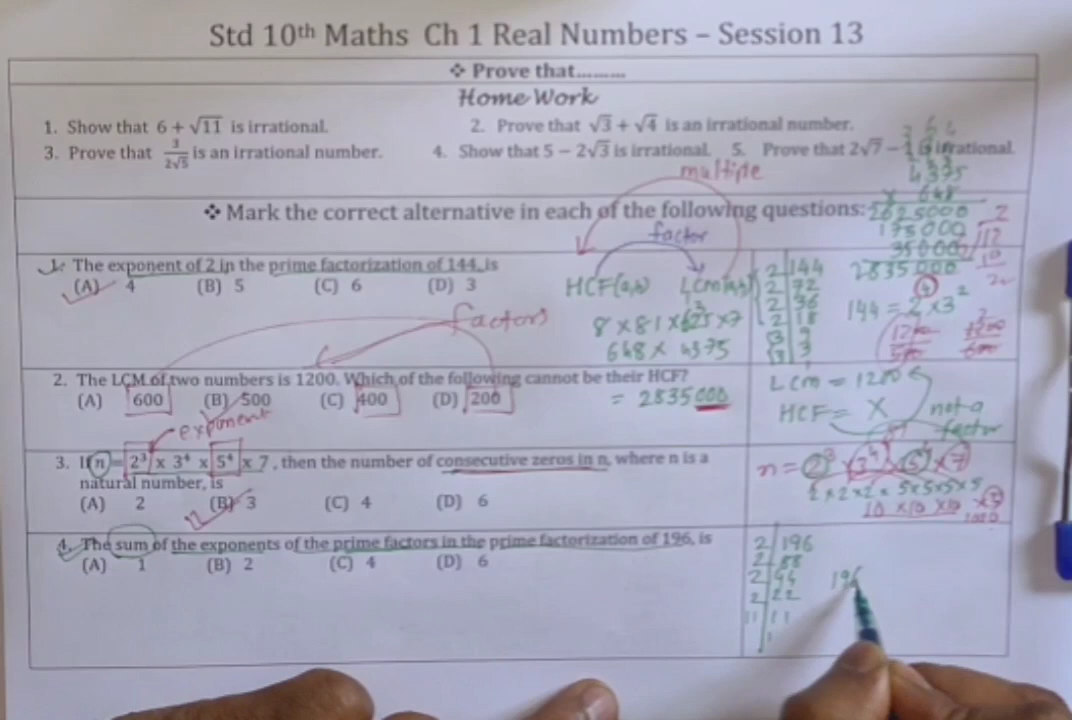 Std 10th Maths Ch 1 Real Numbers – Session 13
❖ Prove that.........
Home Work
1. Show that 6 + √11 is irrational.
2. Prove that √3 + √4 is an irrational number.
3. Prove that 3/2√5 is an irrational number.
4. Show that 5 − 2√3 is irrational.
5. Prove that 2√7 − irrational.
4375
× 648
multiple
❖ Mark the correct alternative in each of the following questions:
2625000
175000
35000
2835000
factor
1. The exponent of 2 in the prime factorization of 144, is
(A) 4 (B) 5 (C) 6 (D) 3
HCF(a,b) LCM(a,b)
8 × 81 × 625 × 7
648 × 4375
2 144
2 72
2 36
2 18
3 9
3 3
1
144 = 2⁴ × 3²
factors
2. The LCM of two numbers is 1200. Which of the following cannot be their HCF?
(A) 600 (B) 500 (C) 400 (D) 200
= 2835000
LCM = 1200
HCF = X
not a
factor
exponent
3. If n = 2³ x 3⁴ x 5⁴ x 7, then the number of consecutive zeros in n, where n is a
natural number, is
(A) 2 (B) 3 (C) 4 (D) 6
n = 2³ × 3⁴ × 5⁴ × 7
2 × 2 × 2 × 5×5×5×5
10 × 10 × 10
1000
4. The sum of the exponents of the prime factors in the prime factorization of 196, is
(A) 1 (B) 2 (C) 4 (D) 6
2 196
2 88
2 44
2 22
11 11
1
196